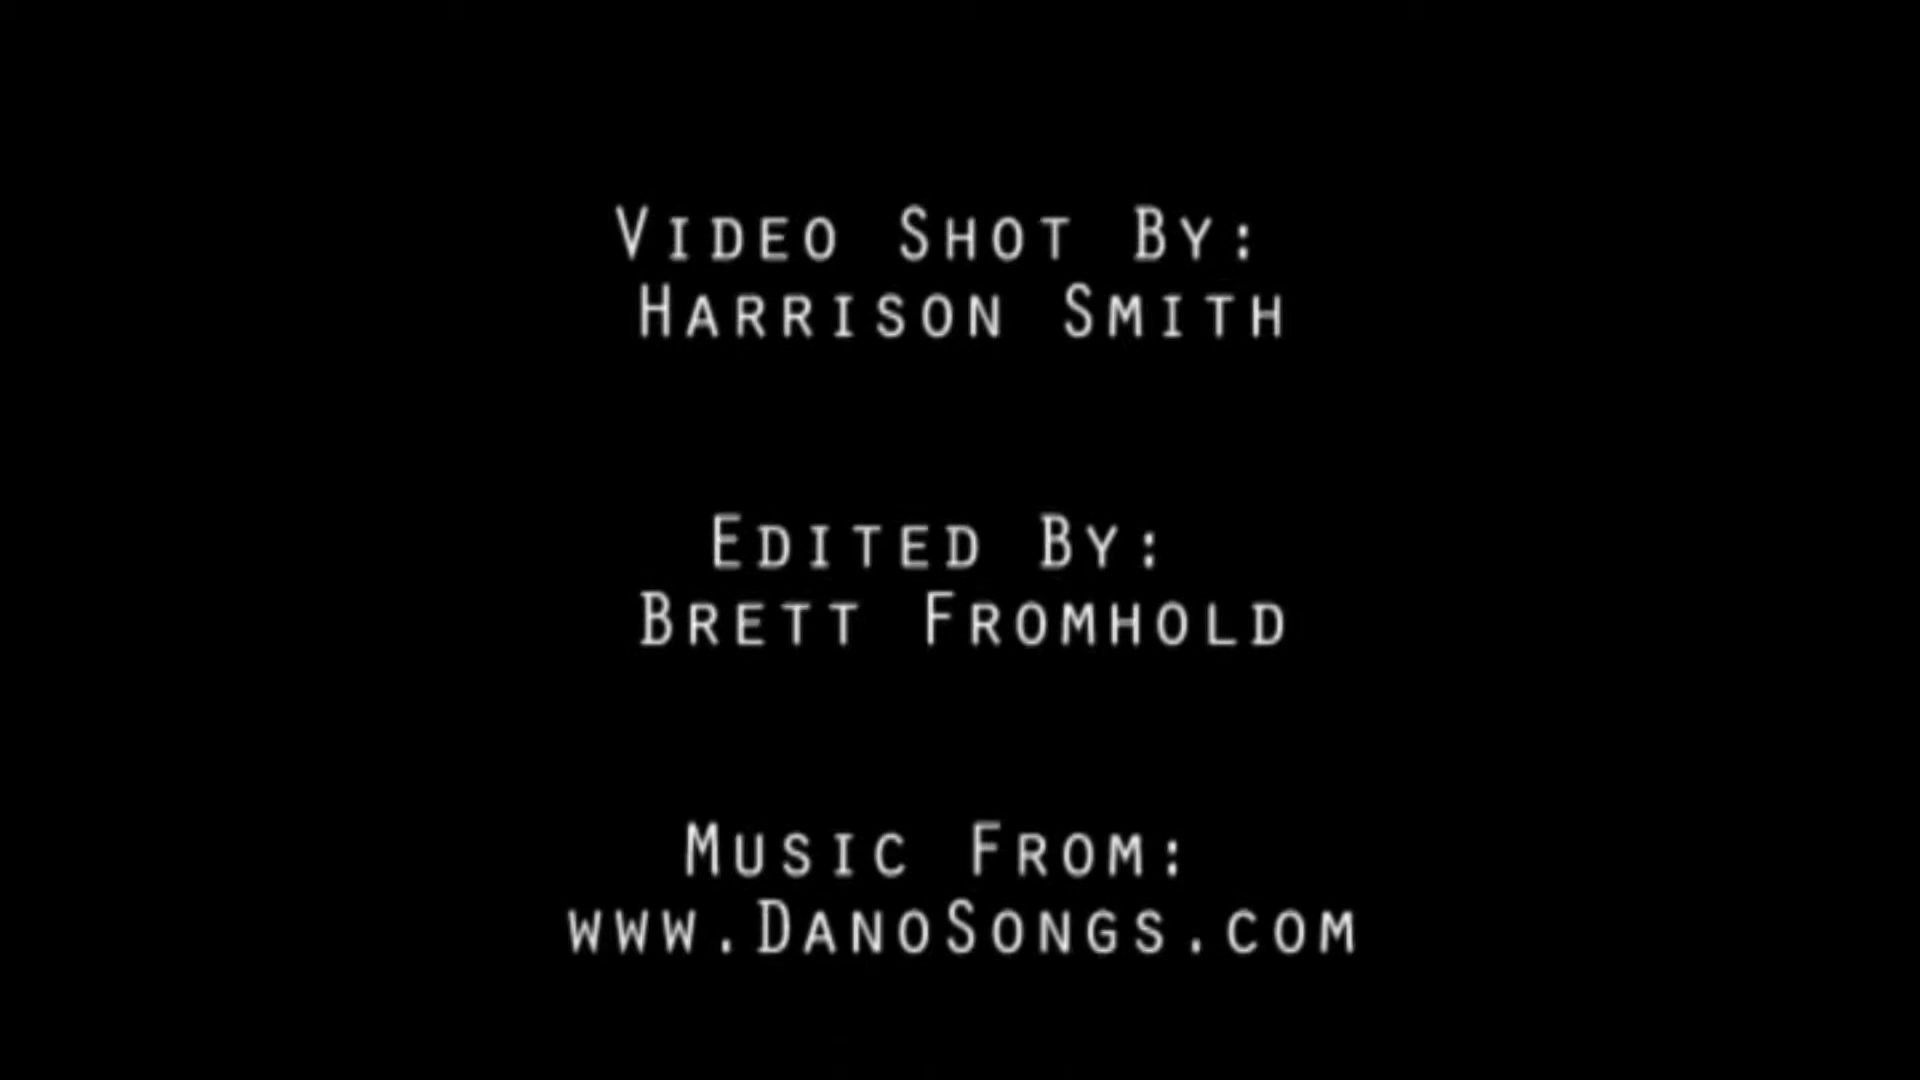 Video Shot By:
Harrison Smith
Edited By:
Brett Fromhold
Music From:
www.DanoSongs.com